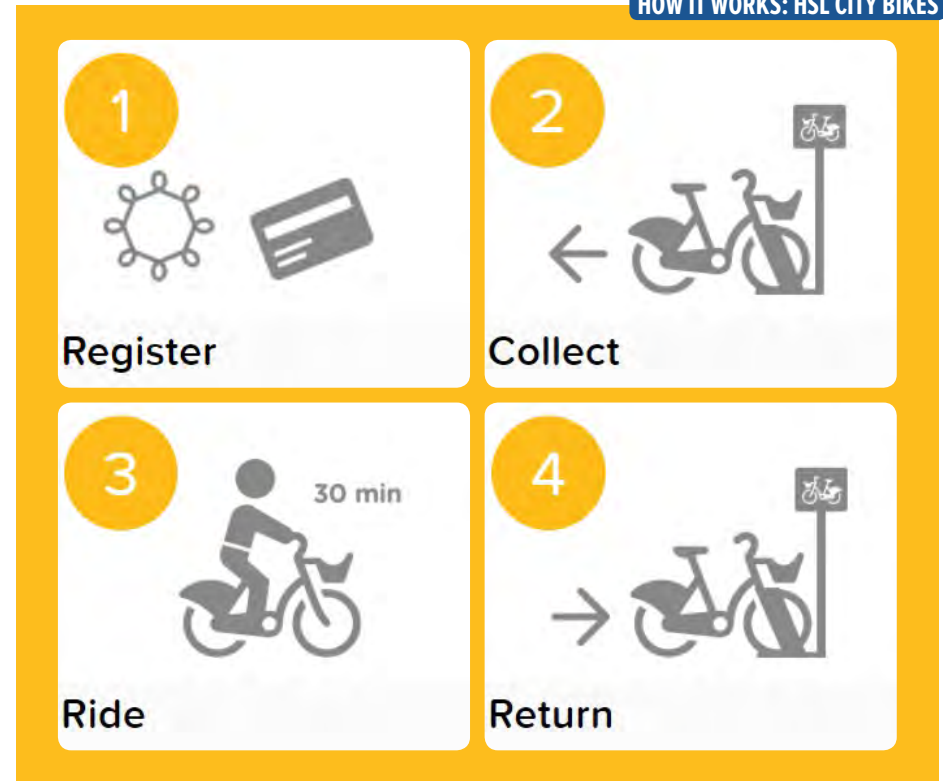 HOW IT WORKS: HSL CITY BIKES
1
Register
2
Collect
3
30 min
Ride
4
Return